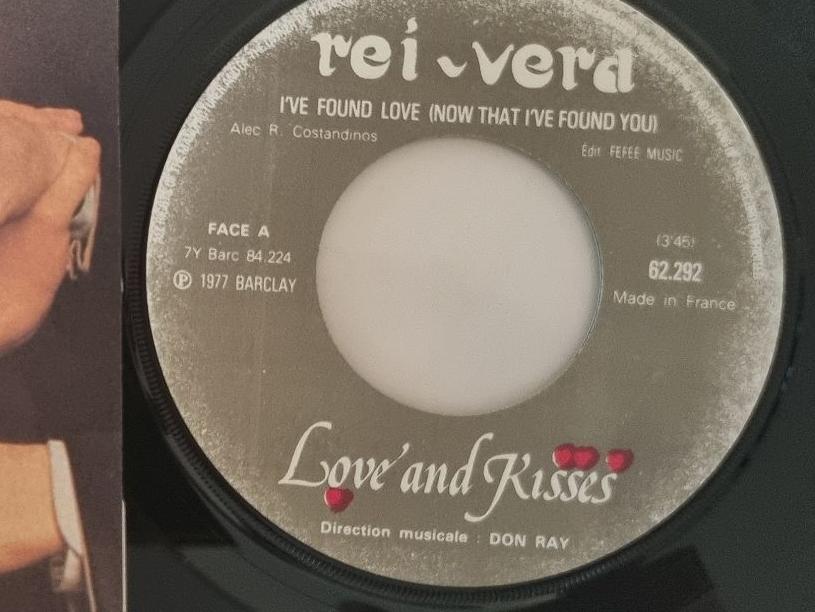 rei-vera
I'VE FOUND LOVE (NOW THAT I'VE FOUND YOU)
Alec R. Costandinos
Édit FEFEE MUSIC
FACE A
7Y Barc 84.224
Ⓟ 1977 BARCLAY
(3'45)
62.292
Made in France
Love and Kisses
Direction musicale : DON RAY